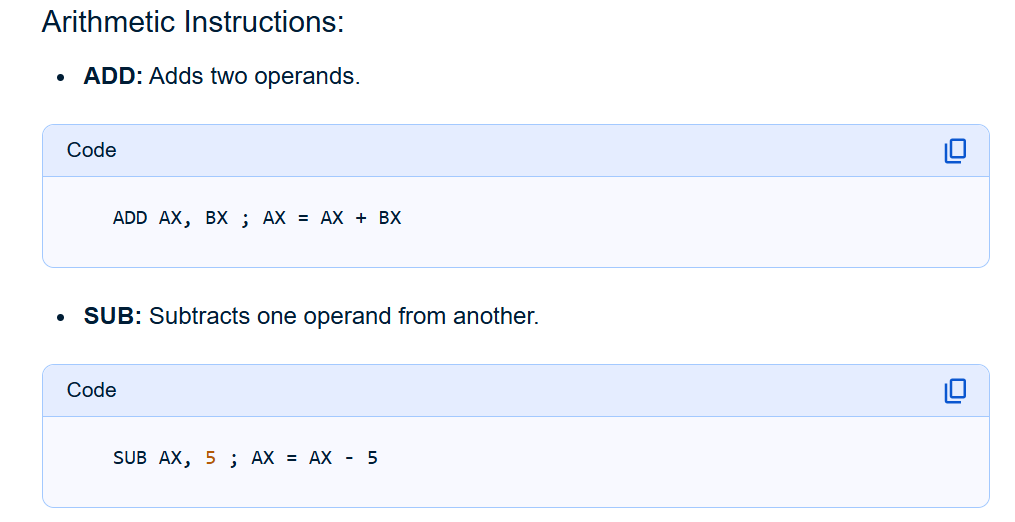 Arithmetic Instructions:
• ADD: Adds two operands.
Code
ADD AX, BX ; AX = AX + BX
• SUB: Subtracts one operand from another.
Code
SUB AX, 5 ; AX = AX - 5